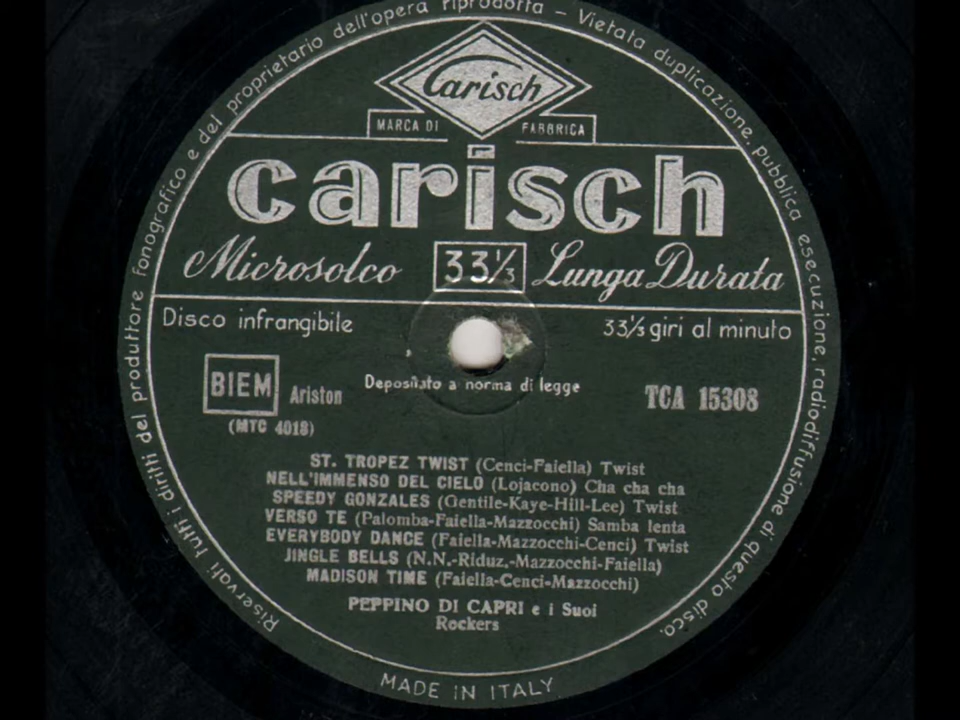 Riservati tutti i diritti del produttore fonografico e del proprietario dell'opera riprodotta – Vietata duplicazione, pubblica esecuzione, radiodiffusione di questo disco.
Carisch
MARCA DI FABBRICA
carisch
Microsolco 33⅓ Lunga Durata
Disco infrangibile 33⅓ giri al minuto
BIEM Ariston Depositato a norma di legge TCA 15308
(MTC 4018)
ST. TROPEZ TWIST (Cenci-Faiella) Twist
NELL'IMMENSO DEL CIELO (Lojacono) Cha cha cha
SPEEDY GONZALES (Gentile-Kaye-Hill-Lee) Twist
VERSO TE (Palomba-Faiella-Mazzocchi) Samba lenta
EVERYBODY DANCE (Faiella-Mazzocchi-Cenci) Twist
JINGLE BELLS (N.N.-Riduz.-Mazzocchi-Faiella)
MADISON TIME (Faiella-Cenci-Mazzocchi)
PEPPINO DI CAPRI e i Suoi
Rockers
MADE IN ITALY